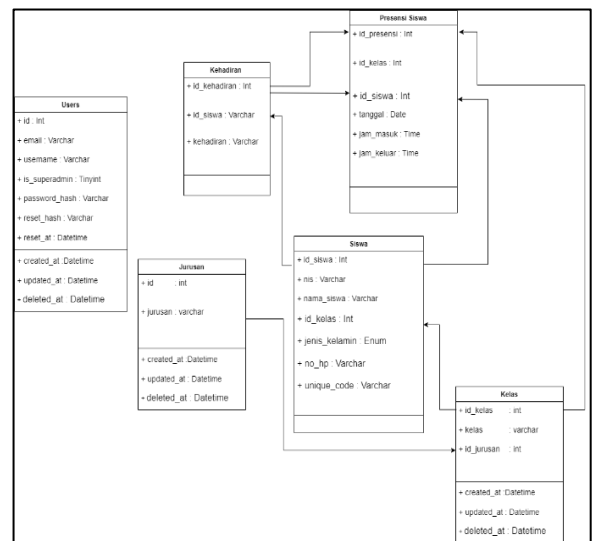 Presensi Siswa
+ id_presensi : Int
+ id_kelas : Int
+ id_siswa : Int
+ tanggal : Date
+ jam_masuk : Time
+ jam_keluar : Time
Kehadiran
+ id_kehadiran : Int
+ id_siswa : Varchar
+ kehadiran : Varchar
Users
+ id : Int
+ email : Varchar
+ username : Varchar
+ is_superadmin : Tinyint
+ password_hash : Varchar
+ reset_hash : Varchar
+ reset_at : Datetime
+ created_at :Datetime
+ updated_at : Datetime
+ deleted_at : Datetime
Siswa
+ id_siswa : Int
+ nis : Varchar
+ nama_siswa : Varchar
+ id_kelas : Int
+ jenis_kelamin : Enum
+ no_hp : Varchar
+ unique_code : Varchar
Jurusan
+ id : int
+ jurusan : varchar
+ created_at :Datetime
+ updated_at : Datetime
+ deleted_at : Datetime
Kelas
+ id_kelas : int
+ kelas : varchar
+ id_jurusan : int
+ created_at :Datetime
+ updated_at : Datetime
+ deleted_at : Datetime